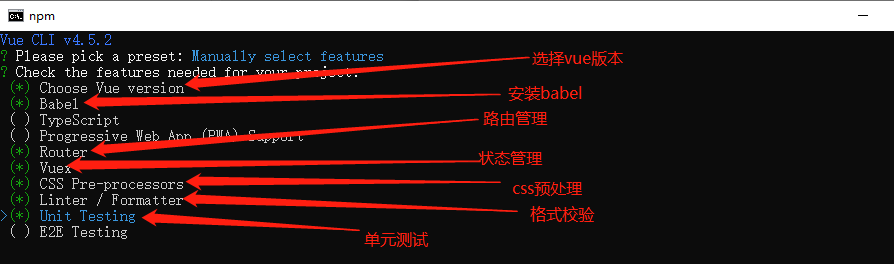 npm
Vue CLI v4.5.2
? Please pick a preset: Manually select features
? Check the features needed for your project:
(*) Choose Vue version
选择vue版本
(*) Babel
安装babel
( ) TypeScript
路由管理
( ) Progressive Web App (PWA) Support
(*) Router
(*) Vuex
状态管理
(*) CSS Pre-processors
css预处理
(*) Linter / Formatter
格式校验
>(*) Unit Testing
( ) E2E Testing
单元测试